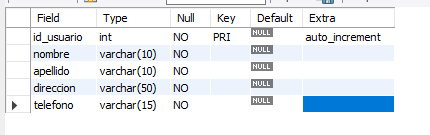 Field Type Null Key Default Extra
id_usuario int NO PRI NULL auto_increment
nombre varchar(10) NO NULL
apellido varchar(10) NO NULL
direccion varchar(50) NO NULL
telefono varchar(15) NO NULL